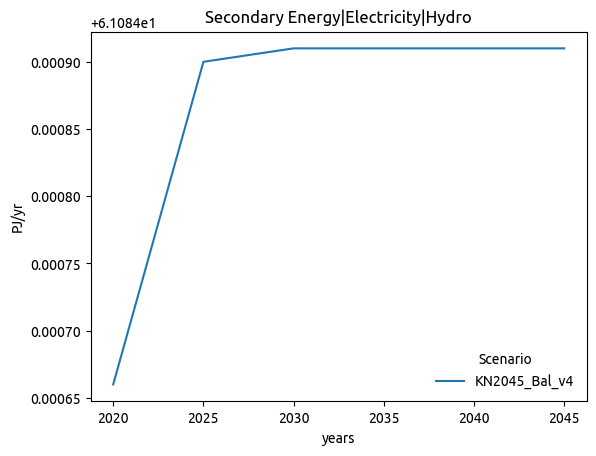 Secondary Energy|Electricity|Hydro
+6.1084e1
0.00090
0.00085
0.00080
0.00075
0.00070
0.00065
PJ/yr
2020 2025 2030 2035 2040 2045
years
Scenario
KN2045_Bal_v4